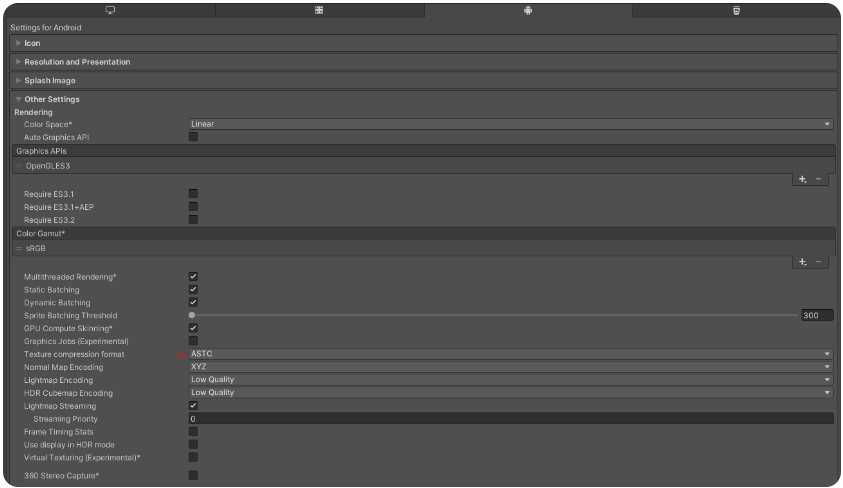 Settings for Android
Icon
Resolution and Presentation
Splash Image
Other Settings
Rendering
Color Space* Linear
Auto Graphics API
Graphics APIs
OpenGLES3
Require ES3.1
Require ES3.1+AEP
Require ES3.2
Color Gamut*
sRGB
Multithreaded Rendering*
Static Batching
Dynamic Batching
Sprite Batching Threshold 300
GPU Compute Skinning*
Graphics Jobs (Experimental)
Texture compression format ASTC
Normal Map Encoding XYZ
Lightmap Encoding Low Quality
HDR Cubemap Encoding Low Quality
Lightmap Streaming
Streaming Priority 0
Frame Timing Stats
Use display in HDR mode
Virtual Texturing (Experimental)*
360 Stereo Capture*